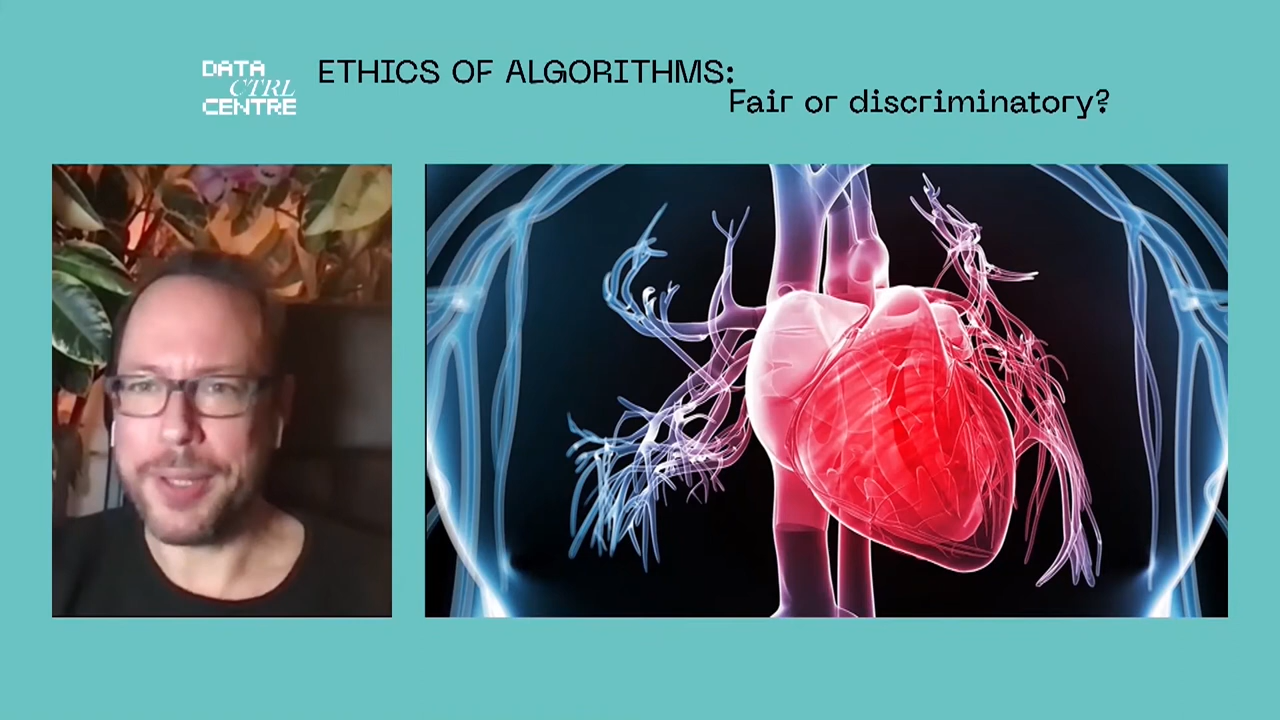 DATA
CTRL
CENTRE
ETHICS OF ALGORITHMS:
Fair or discriminatory?